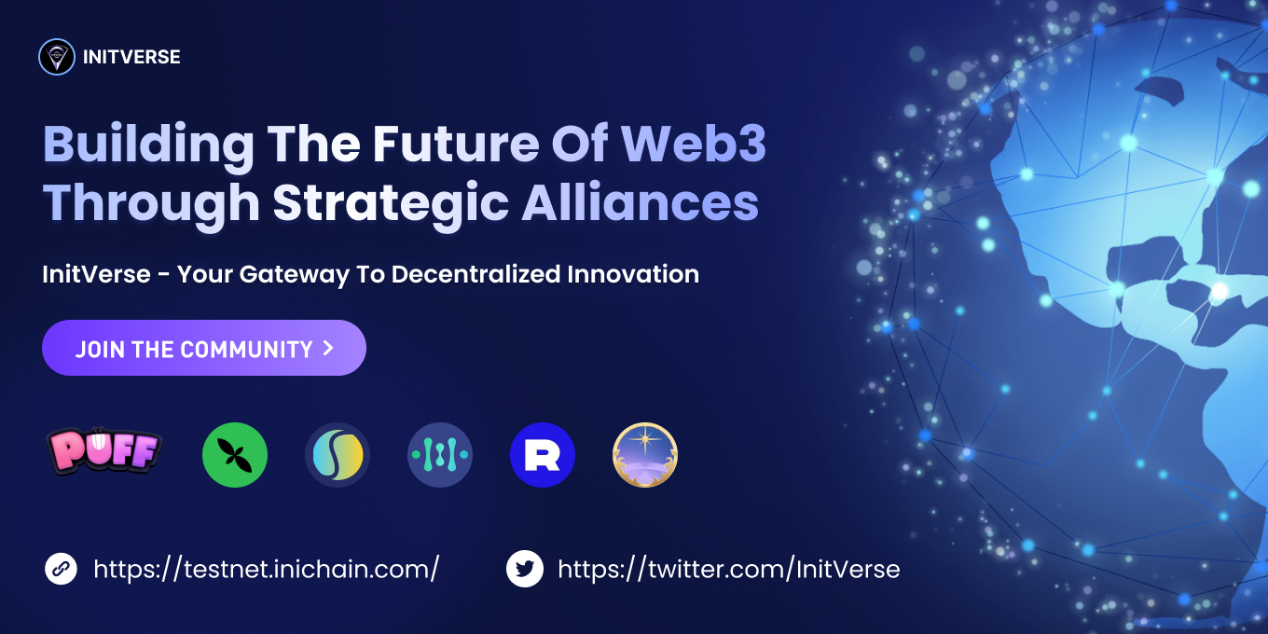 INITVERSE
Building The Future Of Web3
Through Strategic Alliances
InitVerse - Your Gateway To Decentralized Innovation
JOIN THE COMMUNITY >
PUFF
R
https://testnet.inichain.com/
https://twitter.com/InitVerse